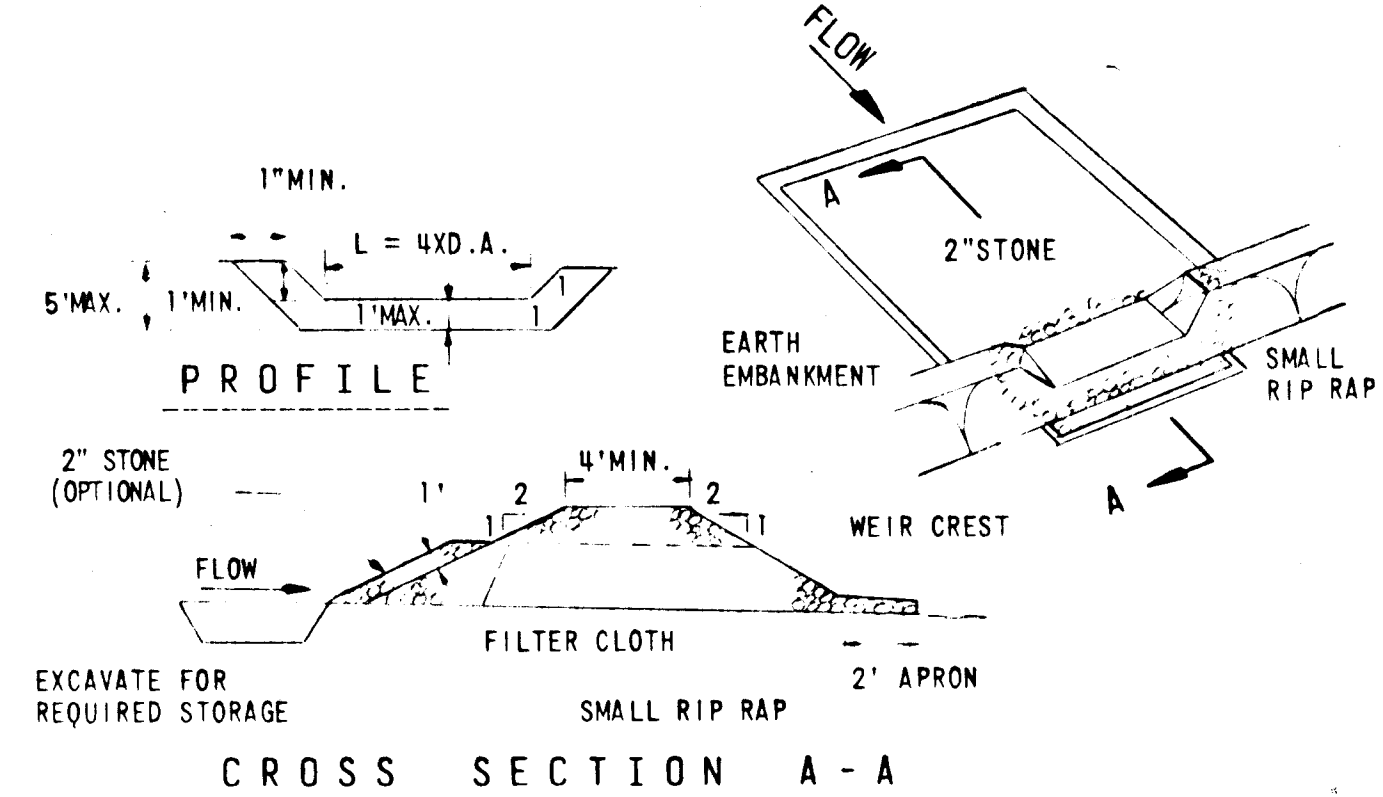 FLOW
1"MIN.
L = 4XD.A.
5'MAX.
1'MIN.
1'MAX.
1
1
PROFILE
A
2"STONE
EARTH
EMBANKMENT
SMALL
RIP RAP
A
2" STONE
(OPTIONAL)
1'
2
1
4'MIN.
2
1
WEIR CREST
FLOW
FILTER CLOTH
2' APRON
EXCAVATE FOR
REQUIRED STORAGE
SMALL RIP RAP
CROSS SECTION A-A